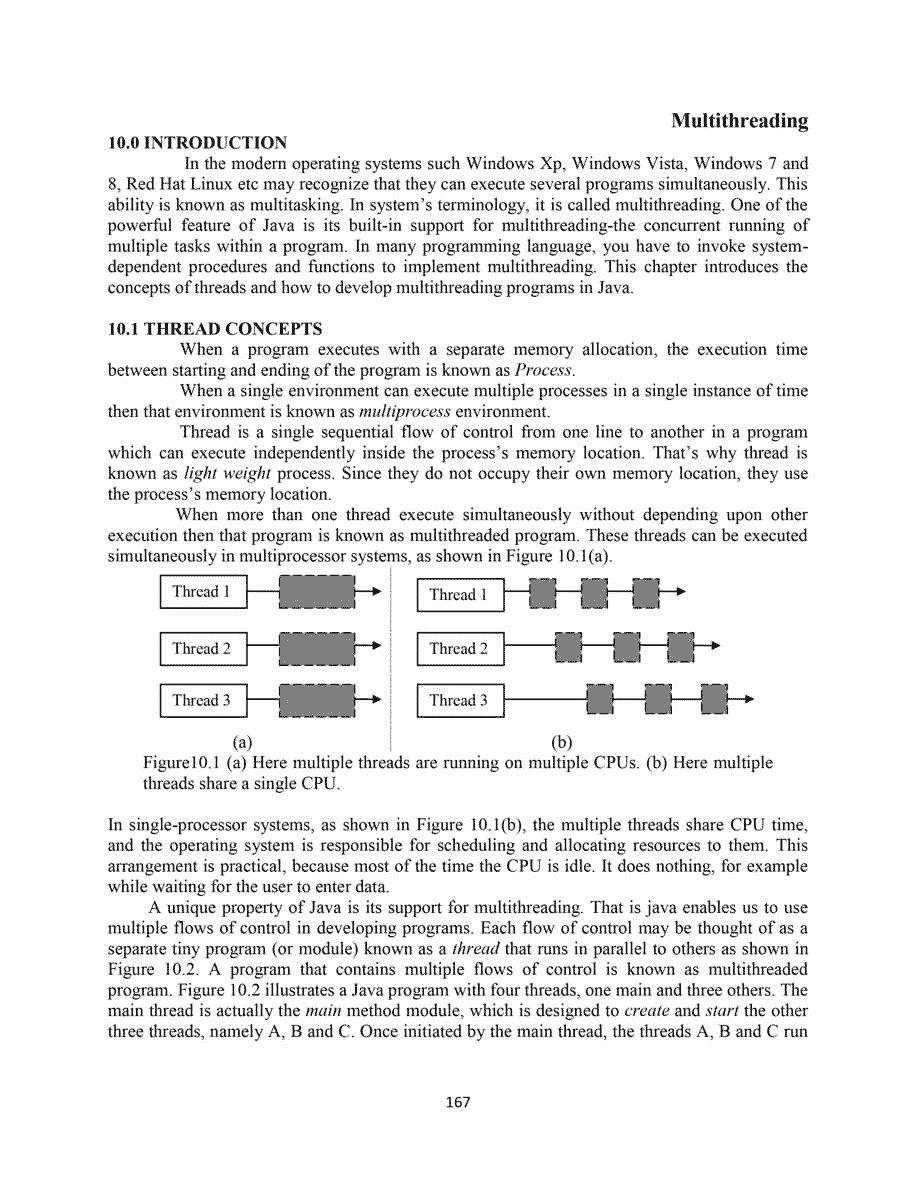 Multithreading
10.0 INTRODUCTION
In the modern operating systems such Windows Xp, Windows Vista, Windows 7 and
8, Red Hat Linux etc may recognize that they can execute several programs simultaneously. This
ability is known as multitasking. In system’s terminology, it is called multithreading. One of the
powerful feature of Java is its built-in support for multithreading-the concurrent running of
multiple tasks within a program. In many programming language, you have to invoke system-
dependent procedures and functions to implement multithreading. This chapter introduces the
concepts of threads and how to develop multithreading programs in Java.
10.1 THREAD CONCEPTS
When a program executes with a separate memory allocation, the execution time
between starting and ending of the program is known as Process.
When a single environment can execute multiple processes in a single instance of time
then that environment is known as multiprocess environment.
Thread is a single sequential flow of control from one line to another in a program
which can execute independently inside the process’s memory location. That’s why thread is
known as light weight process. Since they do not occupy their own memory location, they use
the process’s memory location.
When more than one thread execute simultaneously without depending upon other
execution then that program is known as multithreaded program. These threads can be executed
simultaneously in multiprocessor systems, as shown in Figure 10.1(a).
Thread 1
Thread 2
Thread 3
(a)
Thread 1
Thread 2
Thread 3
(b)
Figure10.1 (a) Here multiple threads are running on multiple CPUs. (b) Here multiple
threads share a single CPU.
In single-processor systems, as shown in Figure 10.1(b), the multiple threads share CPU time,
and the operating system is responsible for scheduling and allocating resources to them. This
arrangement is practical, because most of the time the CPU is idle. It does nothing, for example
while waiting for the user to enter data.
A unique property of Java is its support for multithreading. That is java enables us to use
multiple flows of control in developing programs. Each flow of control may be thought of as a
separate tiny program (or module) known as a thread that runs in parallel to others as shown in
Figure 10.2. A program that contains multiple flows of control is known as multithreaded
program. Figure 10.2 illustrates a Java program with four threads, one main and three others. The
main thread is actually the main method module, which is designed to create and start the other
three threads, namely A, B and C. Once initiated by the main thread, the threads A, B and C run
167